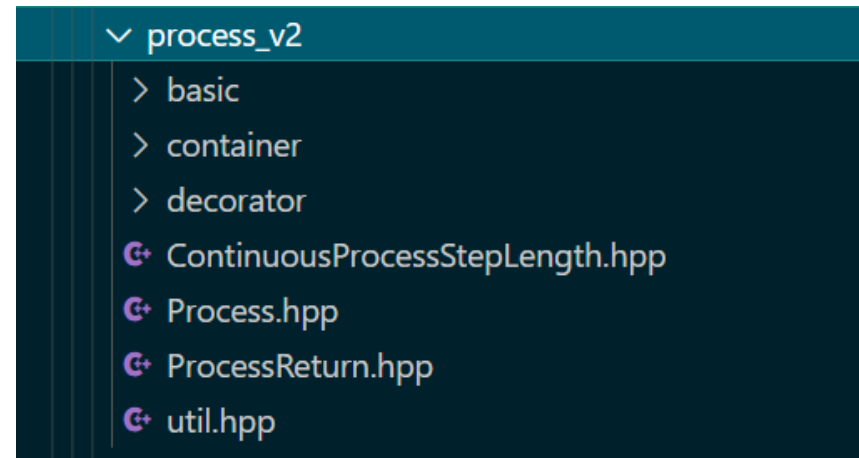 process_v2
basic
container
decorator
ContinuousProcessStepLength.hpp
Process.hpp
ProcessReturn.hpp
util.hpp